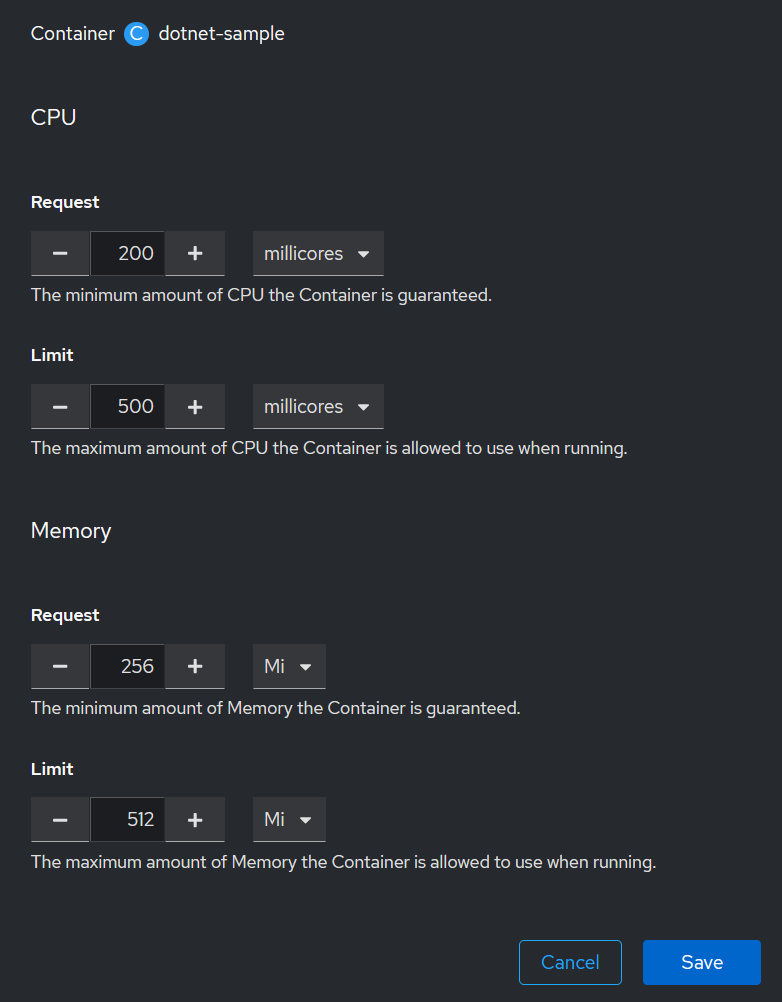 Container C dotnet-sample
CPU
Request
200 millicores
The minimum amount of CPU the Container is guaranteed.
Limit
500 millicores
The maximum amount of CPU the Container is allowed to use when running.
Memory
Request
256 Mi
The minimum amount of Memory the Container is guaranteed.
Limit
512 Mi
The maximum amount of Memory the Container is allowed to use when running.
Cancel Save